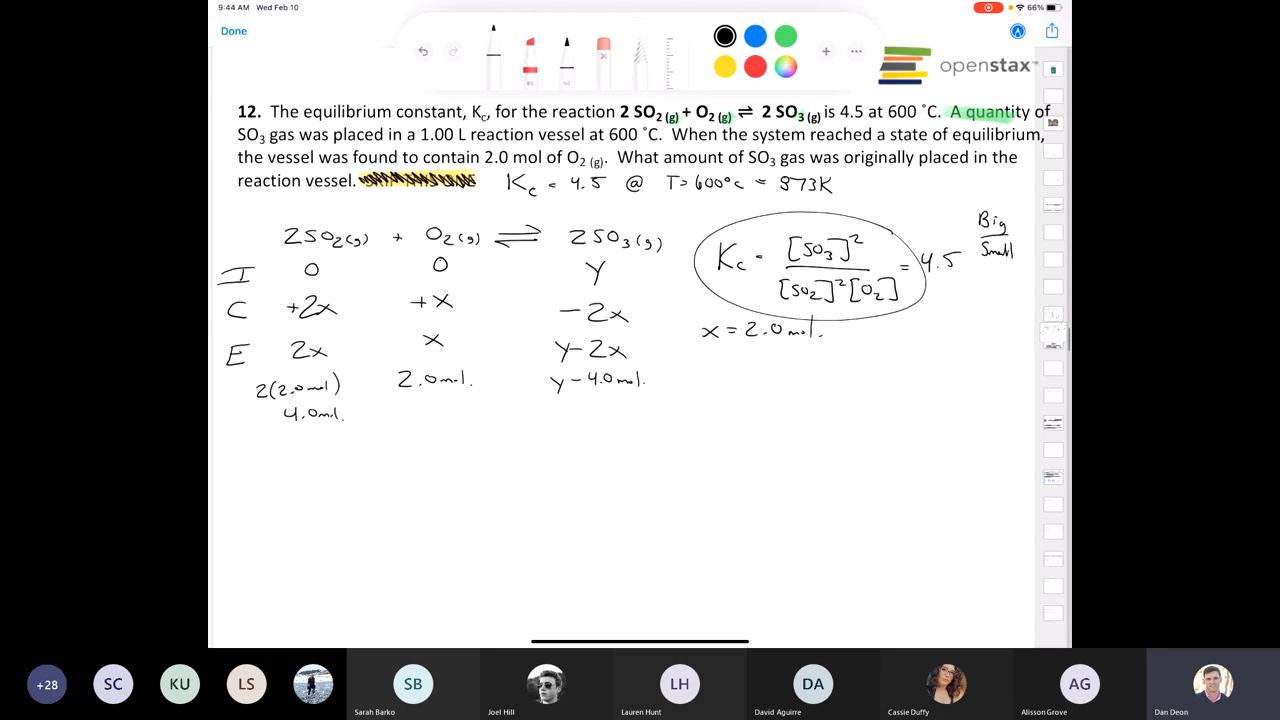 9:44 AM Wed Feb 10
66%
Done
openstax™
12. The equilibrium constant, Kc, for the reaction 2 SO2 (g) + O2 (g) ⇌ 2 SO3 (g) is 4.5 at 600 ˚C. A quantity of
SO3 gas was placed in a 1.00 L reaction vessel at 600 ˚C. When the system reached a state of equilibrium,
the vessel was found to contain 2.0 mol of O2 (g). What amount of SO3 gas was originally placed in the
reaction vessel. Kc = 4.5 @ T=600°C = 873K
2SO2(g) + O2(g) ⇌ 2SO3(g)
I 0 0 Y
C +2x +x -2x
E 2x x y-2x
2(2.0mol) 2.0mol. y-4.0mol.
4.0mol.
Kc = [SO3]² / [SO2]²[O2] = 4.5
Big
Small
x = 2.0mol.
+28
SC
KU
LS
SB
LH
DA
AG
Sarah Barko
Joel Hill
Lauren Hunt
David Aguirre
Cassie Duffy
Alisson Grove
Dan Deon